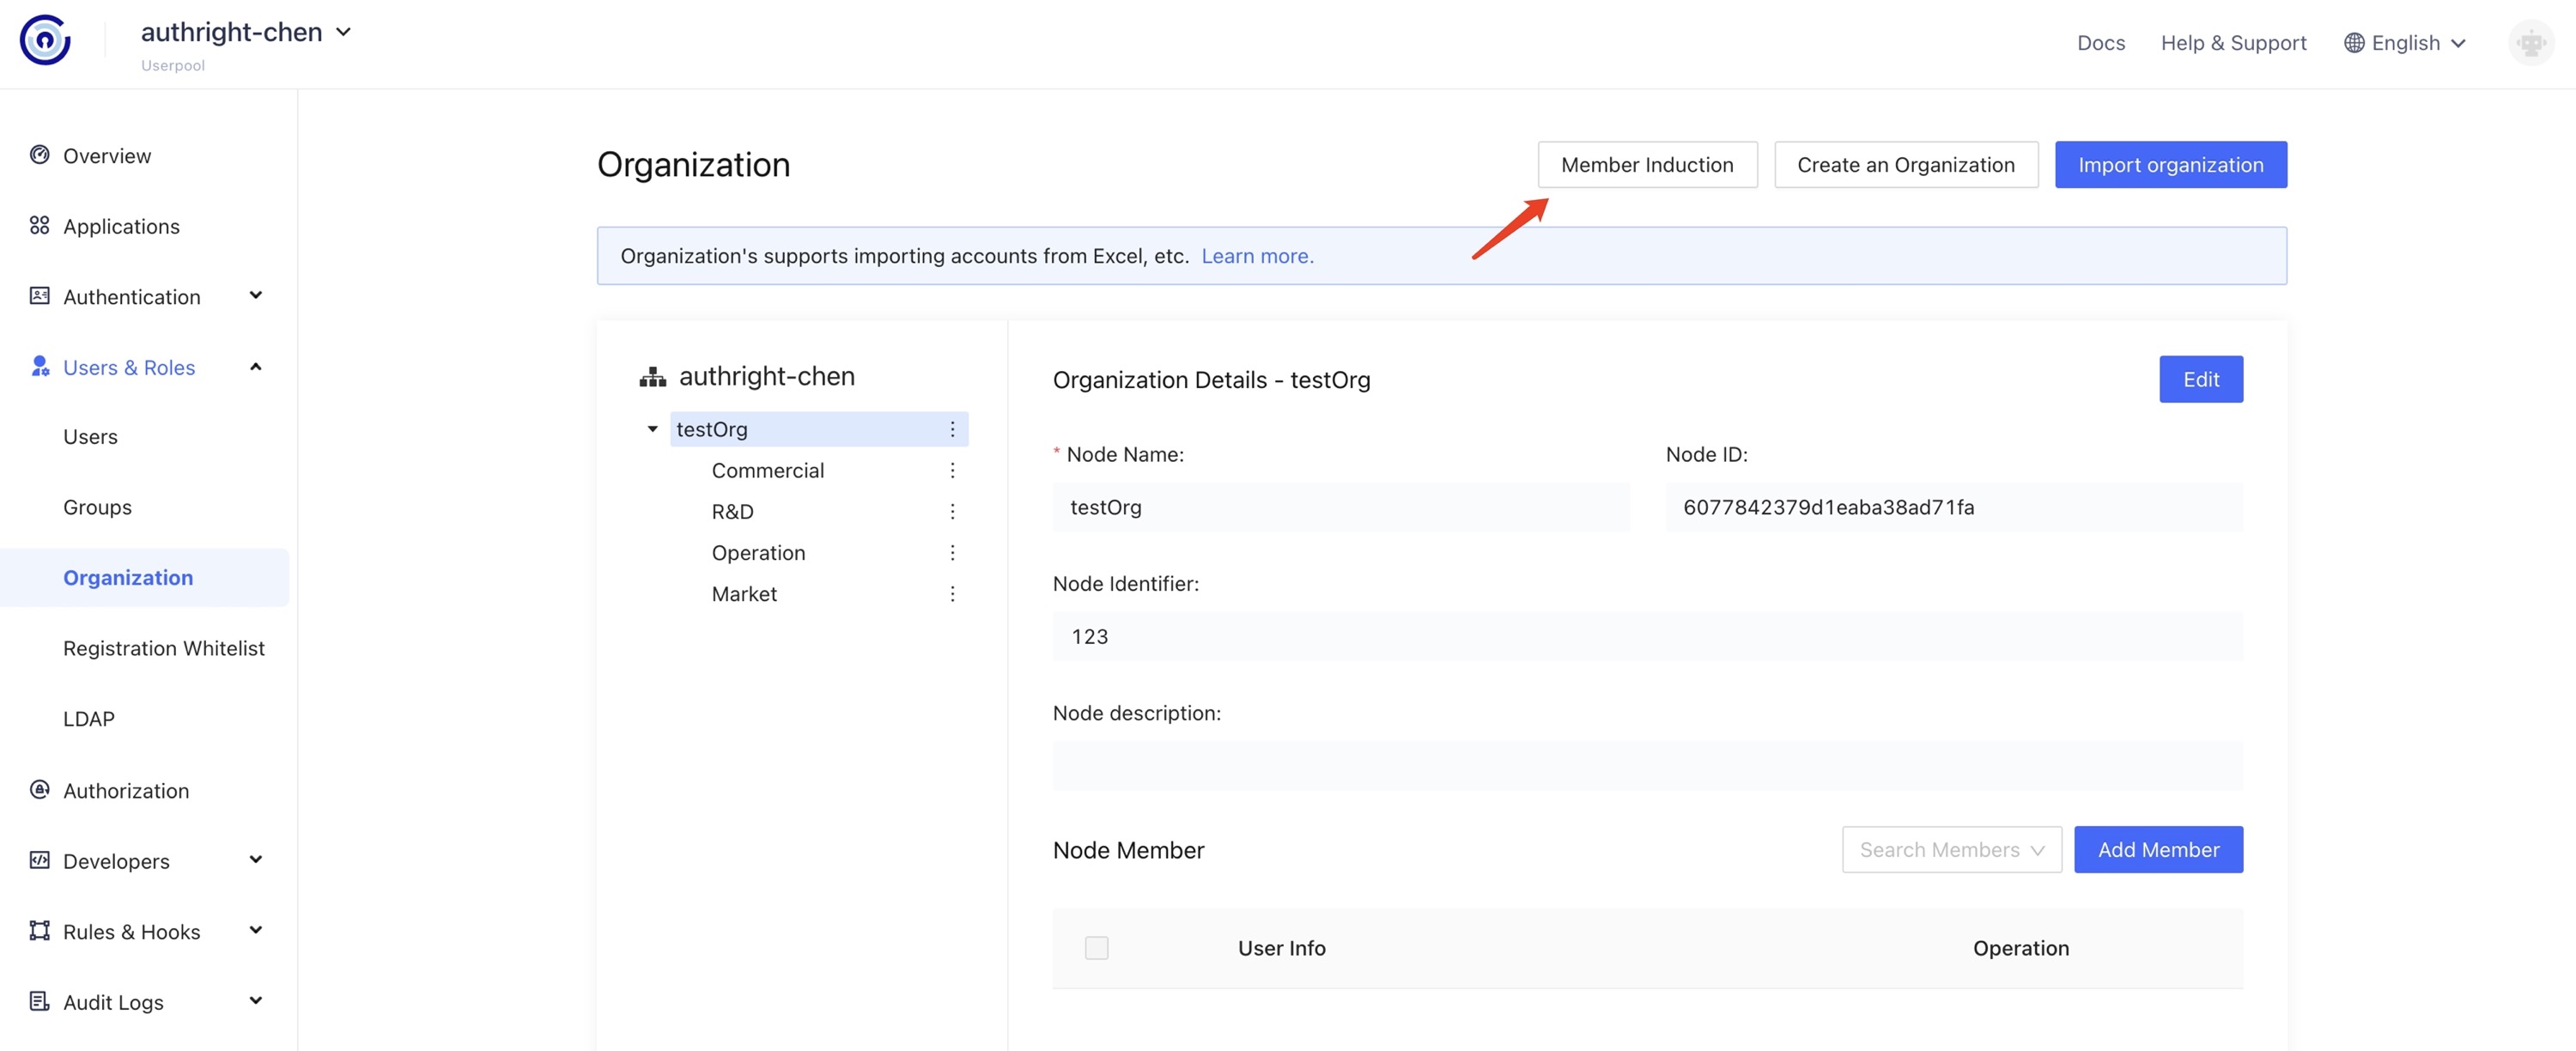 authright-chen
Userpool
Docs
Help & Support
English
Overview
Applications
Authentication
Users & Roles
Users
Groups
Organization
Registration Whitelist
LDAP
Authorization
Developers
Rules & Hooks
Audit Logs
Organization
Member Induction
Create an Organization
Import organization
Organization's supports importing accounts from Excel, etc. Learn more.
authright-chen
testOrg
Commercial
R&D
Operation
Market
Organization Details - testOrg
Edit
* Node Name:
testOrg
Node ID:
6077842379d1eaba38ad71fa
Node Identifier:
123
Node description:
Node Member
Search Members
Add Member
User Info
Operation